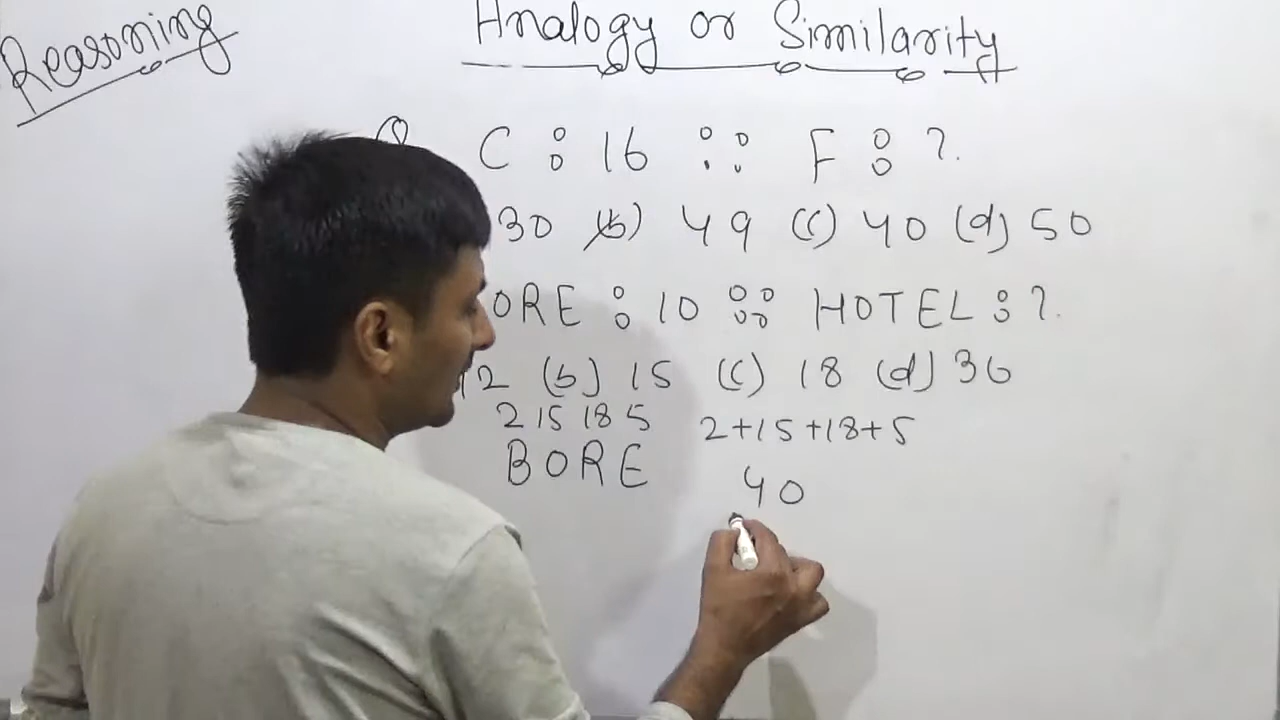 Reasoning
Analogy or Similarity
Q C : 16 :: F : ?
30 (b) 49 (c) 40 (d) 50
ORE : 10 :: HOTEL : ?
12 (b) 15 (c) 18 (d) 36
2 15 18 5 2+15+18+5
BORE 40